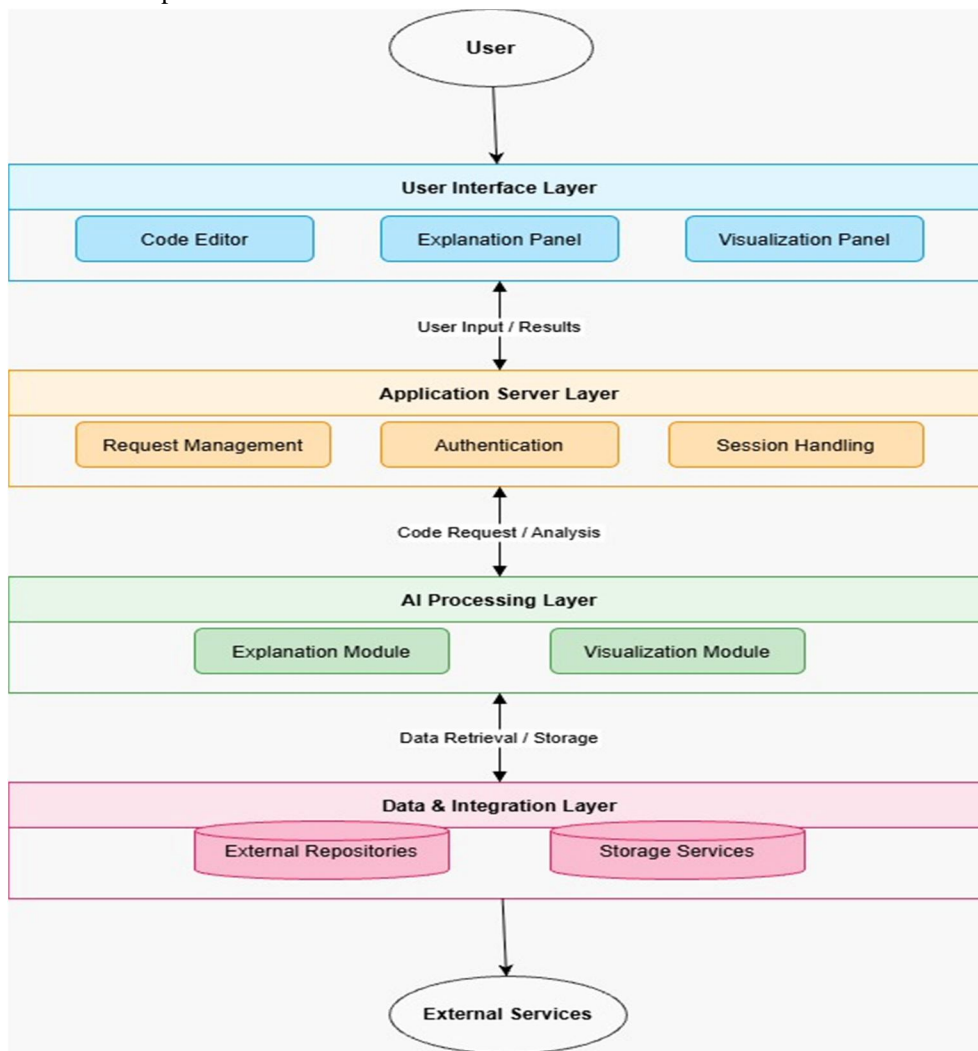 User
User Interface Layer
Code Editor
Explanation Panel
Visualization Panel
User Input / Results
Application Server Layer
Request Management
Authentication
Session Handling
Code Request / Analysis
AI Processing Layer
Explanation Module
Visualization Module
Data Retrieval / Storage
Data & Integration Layer
External Repositories
Storage Services
External Services